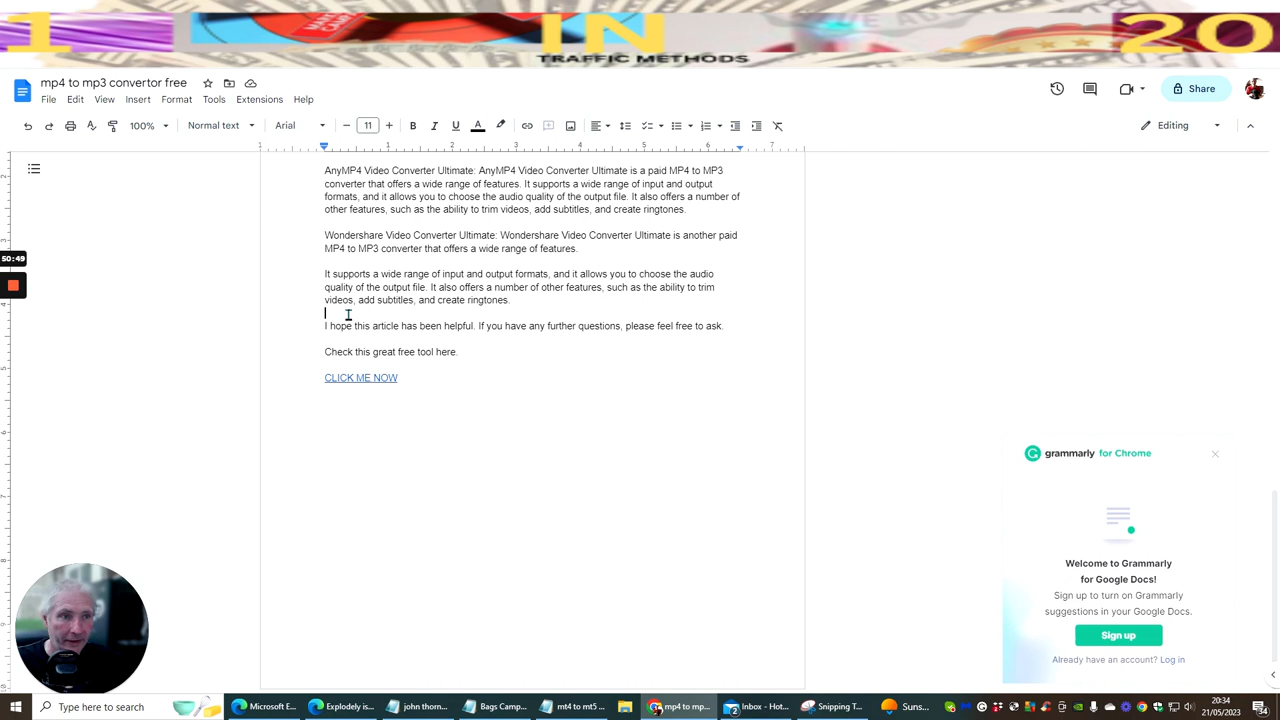 1 IN 20
TRAFFIC METHODS
mp4 to mp3 convertor free
File Edit View Insert Format Tools Extensions Help
Share
100% Normal text Arial 11 B I U A Editing
1 1 2 3 4 5 6 7
AnyMP4 Video Converter Ultimate: AnyMP4 Video Converter Ultimate is a paid MP4 to MP3
converter that offers a wide range of features. It supports a wide range of input and output
formats, and it allows you to choose the audio quality of the output file. It also offers a number of
other features, such as the ability to trim videos, add subtitles, and create ringtones.
Wondershare Video Converter Ultimate: Wondershare Video Converter Ultimate is another paid
MP4 to MP3 converter that offers a wide range of features.
50:49
It supports a wide range of input and output formats, and it allows you to choose the audio
quality of the output file. It also offers a number of other features, such as the ability to trim
videos, add subtitles, and create ringtones.
I hope this article has been helpful. If you have any further questions, please feel free to ask.
Check this great free tool here.
CLICK ME NOW
grammarly for Chrome
Welcome to Grammarly
for Google Docs!
Sign up to turn on Grammarly
suggestions in your Google Docs.
Sign up
Already have an account? Log in
Type here to search
Microsoft E...
Explodely is...
john thorn...
Bags Camp...
mt4 to mt5 ...
mp4 to mp...
Inbox - Hot...
Snipping T...
Suns...
20:34
21/05/2023